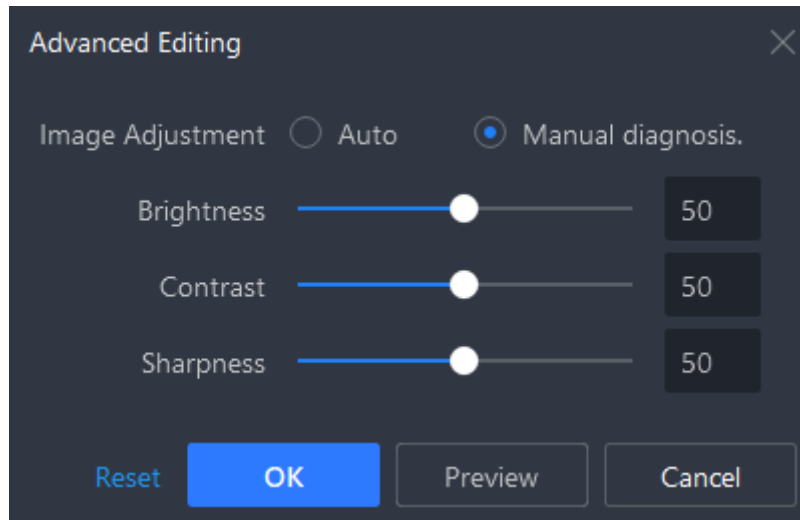 Advanced Editing
Image Adjustment Auto Manual diagnosis.
Brightness 50
Contrast 50
Sharpness 50
Reset OK Preview Cancel